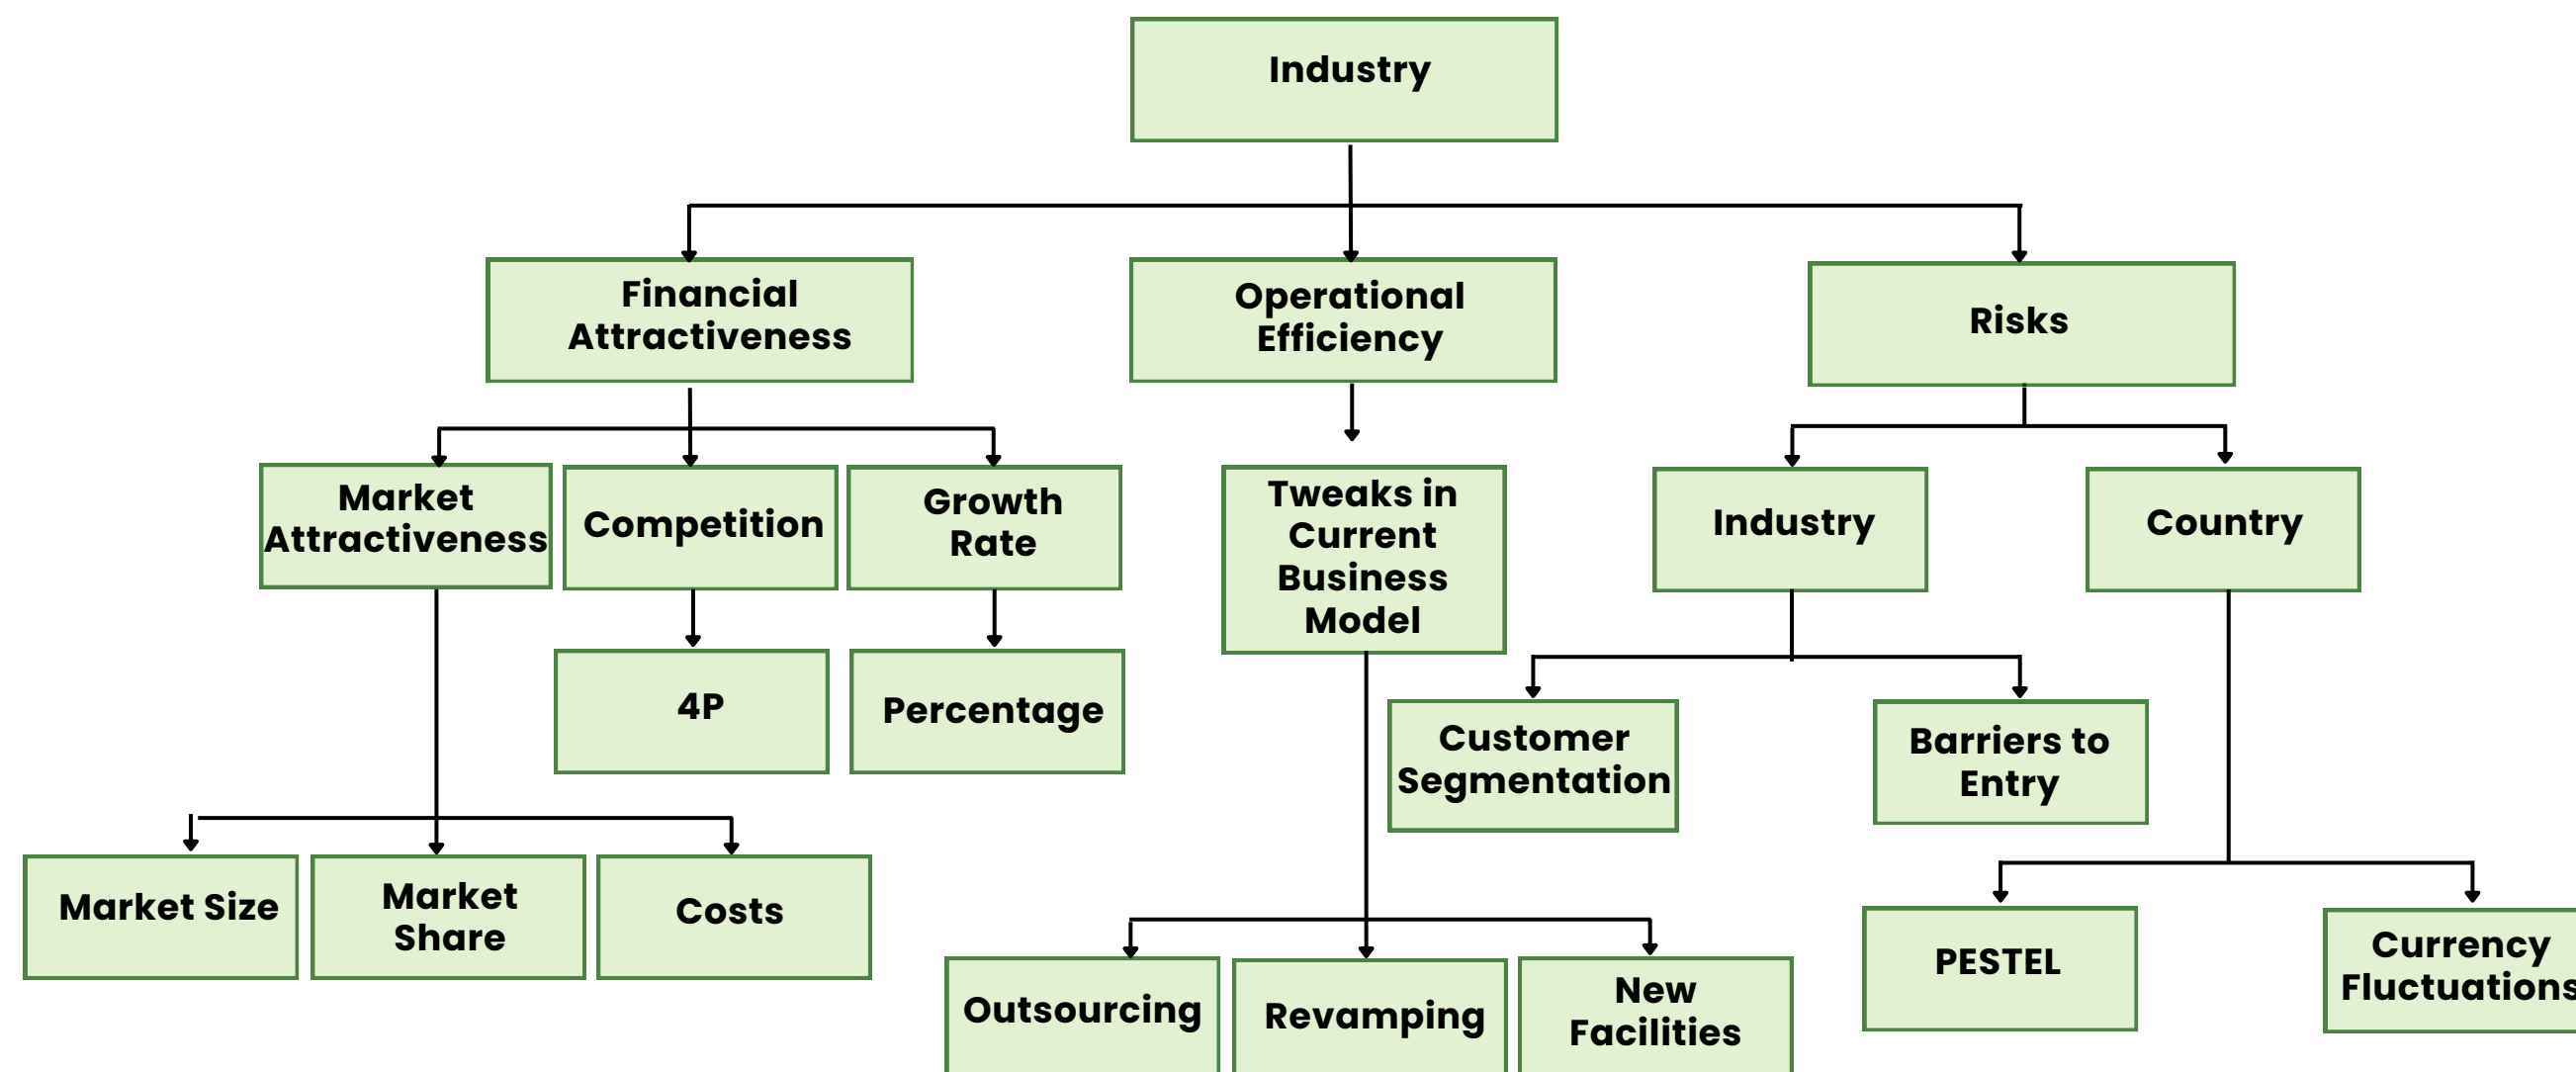 Industry
Financial
Attractiveness
Operational
Efficiency
Risks
Market
Attractiveness
Competition
Growth
Rate
Tweaks in
Current
Business
Model
Industry
Country
4P
Percentage
Customer
Segmentation
Barriers to
Entry
Market Size
Market
Share
Costs
Outsourcing
Revamping
New
Facilities
PESTEL
Currency
Fluctuations